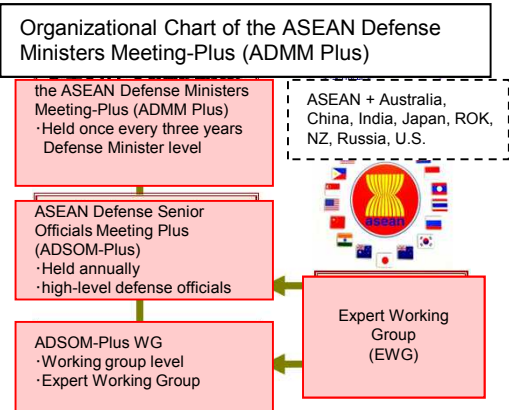 Organizational Chart of the ASEAN Defense
Ministers Meeting-Plus (ADMM Plus)
the ASEAN Defense Ministers
Meeting-Plus (ADMM Plus)
・Held once every three years
Defense Minister level
ASEAN + Australia,
China, India, Japan, ROK,
NZ, Russia, U.S.
asean
ASEAN Defense Senior
Officials Meeting Plus
(ADSOM-Plus)
・Held annually
・high-level defense officials
Expert Working
Group
(EWG)
ADSOM-Plus WG
・Working group level
・Expert Working Group